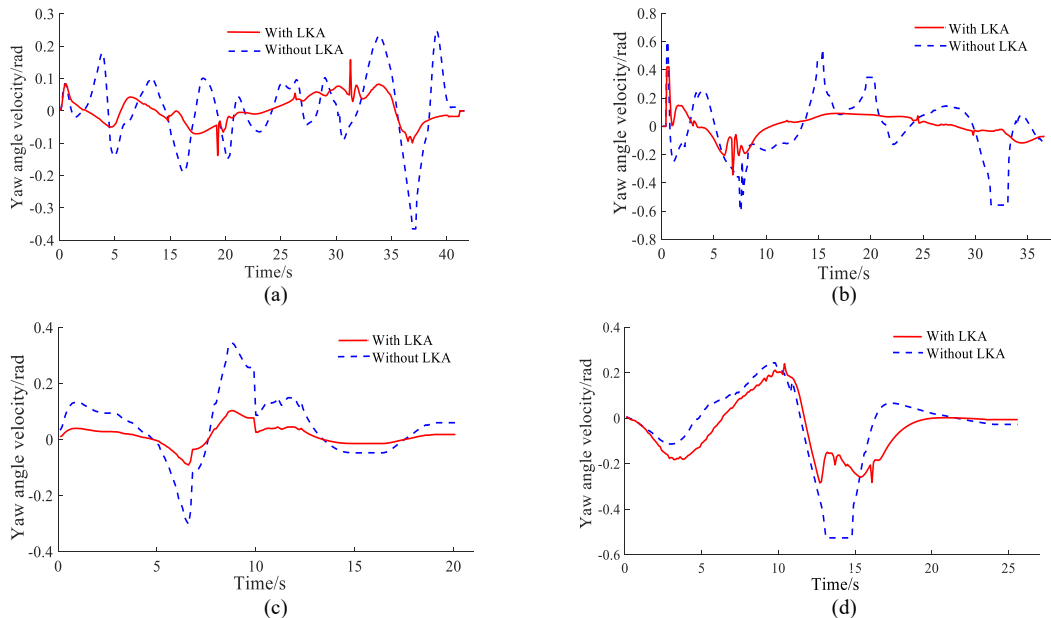 0.3
0.2
0.1
0
-0.1
-0.2
-0.3
-0.4
Yaw angle velocity/rad
With LKA
Without LKA
0 5 10 15 20 25 30 35 40
Time/s
(a)
0.8
0.6
0.4
0.2
0
-0.2
-0.4
-0.6
-0.8
Yaw angle velocity/rad
With LKA
Without LKA
0 5 10 15 20 25 30 35
Time/s
(b)
0.4
0.2
0
-0.2
-0.4
Yaw angle velocity/rad
With LKA
Without LKA
0 5 10 15 20
Time/s
(c)
0.4
0.2
0
-0.2
-0.4
-0.6
Yaw angle velocity/rad
With LKA
Without LKA
0 5 10 15 20 25
Time/s
(d)